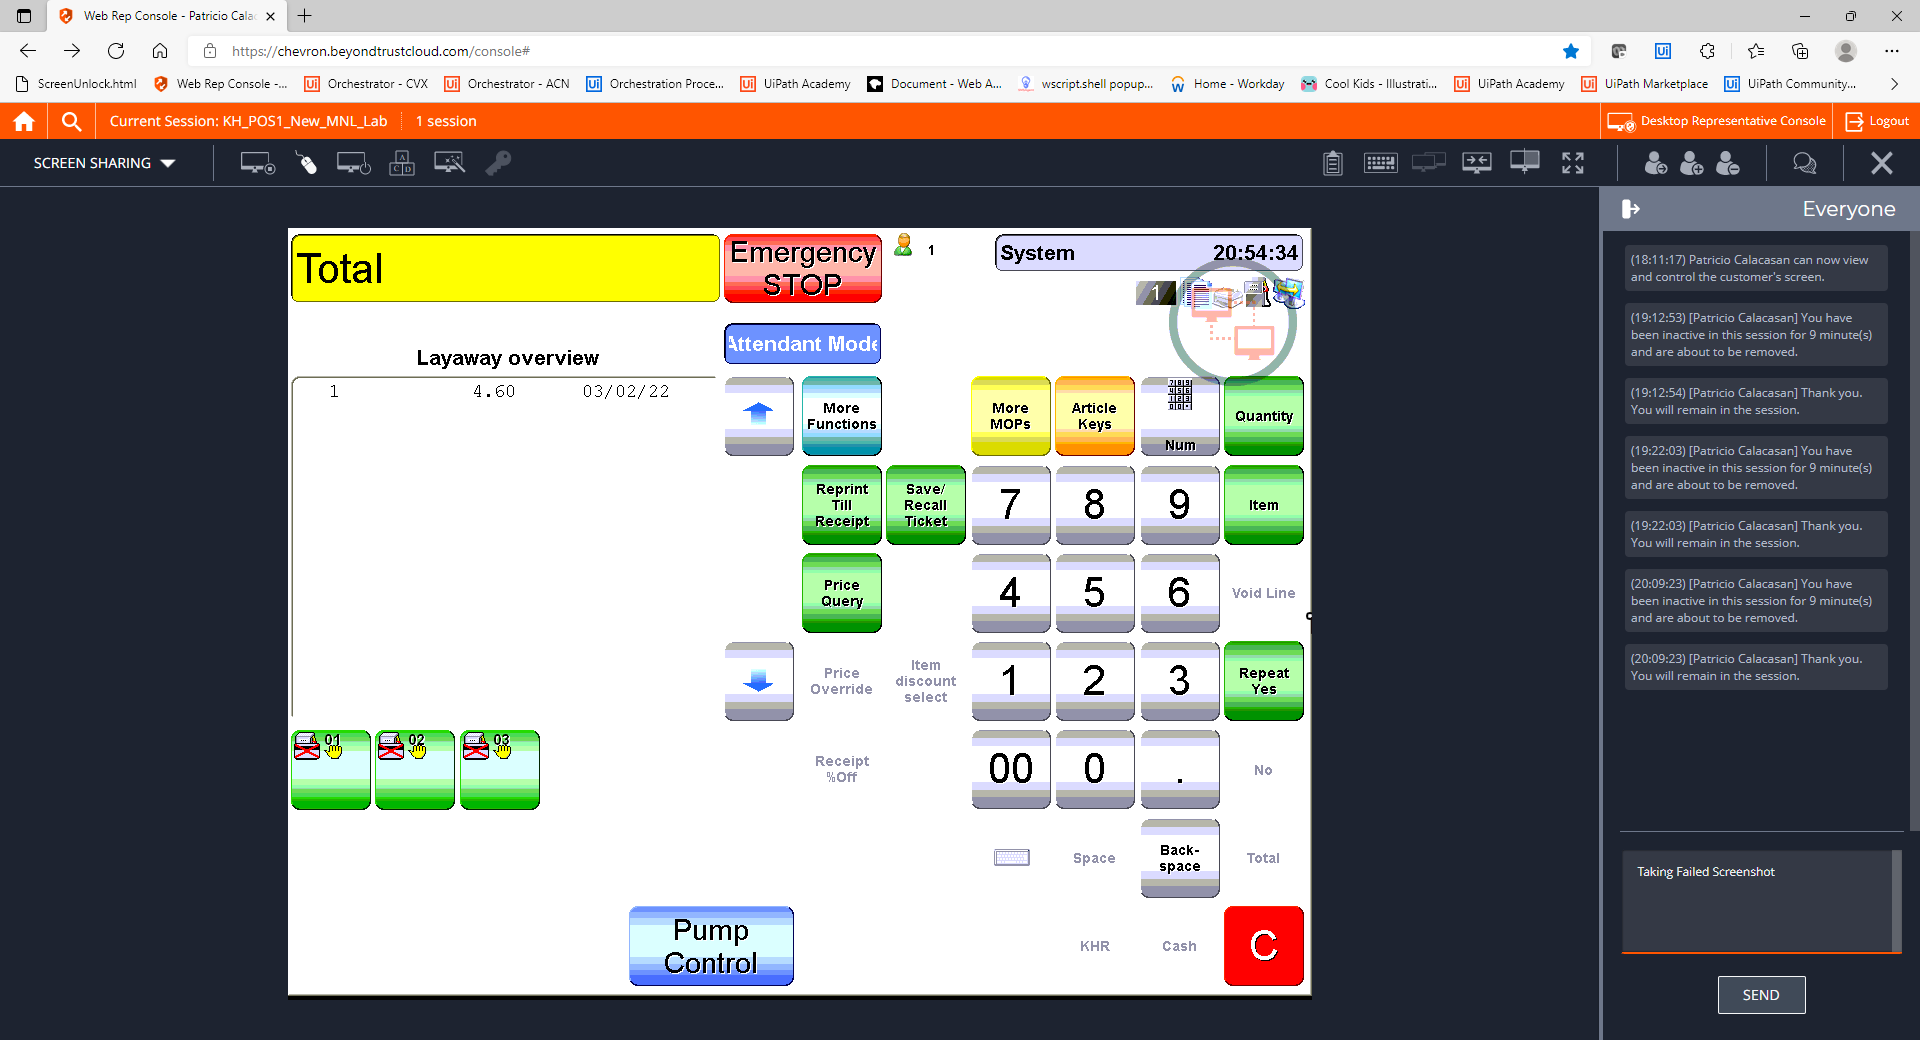 Web Rep Console - Patricio Cala
https://chevron.beyondtrustcloud.com/console#
ScreenUnlock.html
Web Rep Console -...
Orchestrator - CVX
Orchestrator - ACN
Orchestration Proce...
UiPath Academy
Document - Web A...
wscript.shell popup...
Home - Workday
Cool Kids - Illustrati...
UiPath Academy
UiPath Marketplace
UiPath Community...
Current Session: KH_POS1_New_MNL_Lab
1 session
Desktop Representative Console
Logout
SCREEN SHARING
Everyone
Total
Emergency
STOP
1
System
20:54:34
1
Attendant Mode
Layaway overview
1 4.60 03/02/22
More
Functions
More
MOPs
Article
Keys
Num
Quantity
Reprint
Till
Receipt
Save/
Recall
Ticket
7
8
9
Item
Price
Query
4
5
6
Void Line
Price
Override
Item
discount
select
1
2
3
Repeat
Yes
01
02
03
Receipt
%Off
00
0
.
No
Space
Back-
space
Total
Pump
Control
KHR
Cash
C
(18:11:17) Patricio Calacasan can now view
and control the customer's screen.
(19:12:53) [Patricio Calacasan] You have
been inactive in this session for 9 minute(s)
and are about to be removed.
(19:12:54) [Patricio Calacasan] Thank you.
You will remain in the session.
(19:22:03) [Patricio Calacasan] You have
been inactive in this session for 9 minute(s)
and are about to be removed.
(19:22:03) [Patricio Calacasan] Thank you.
You will remain in the session.
(20:09:23) [Patricio Calacasan] You have
been inactive in this session for 9 minute(s)
and are about to be removed.
(20:09:23) [Patricio Calacasan] Thank you.
You will remain in the session.
Taking Failed Screenshot
SEND